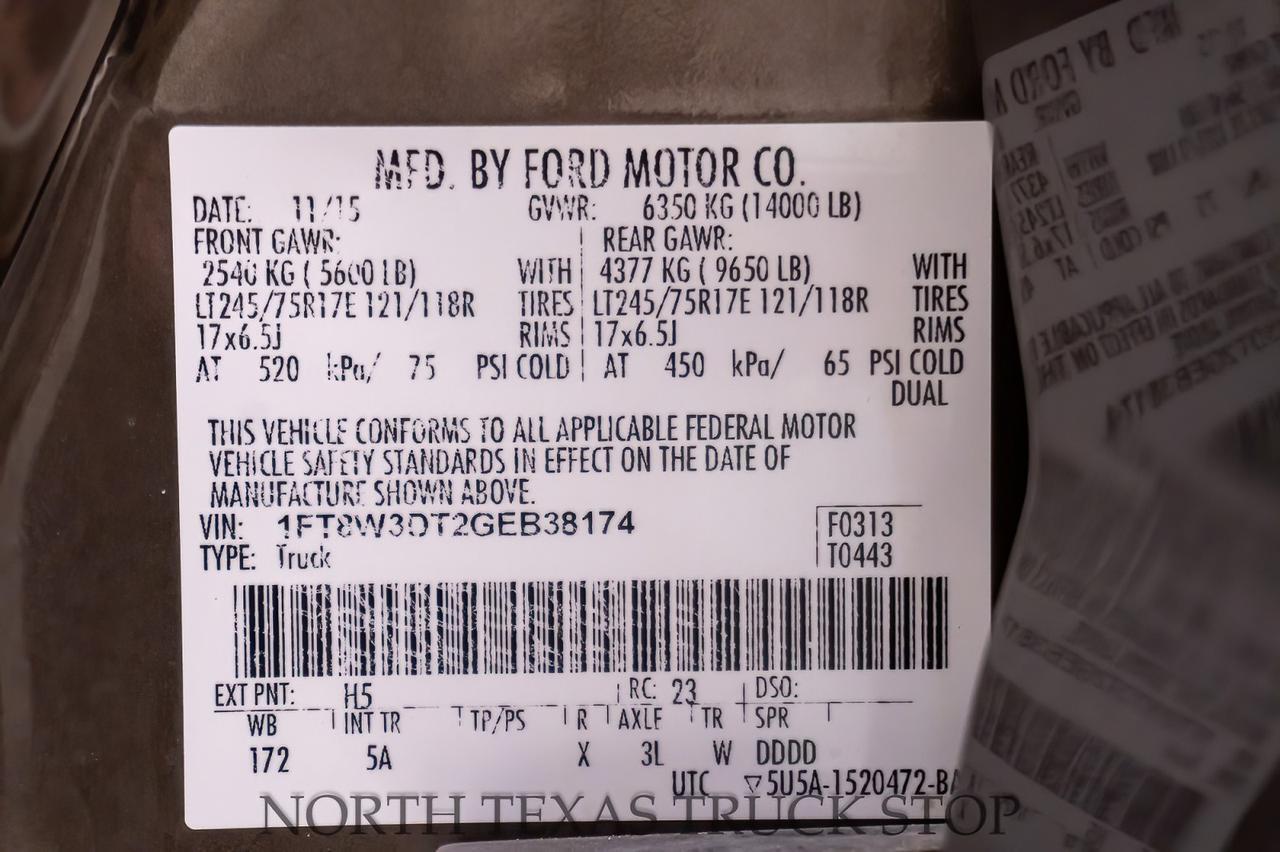 MFD. BY FORD MOTOR CO.
DATE: 11/15 GVWR: 6350 KG (14000 LB)
FRONT GAWR: REAR GAWR:
2540 KG ( 5600 LB) WITH 4377 KG ( 9650 LB) WITH
LT245/75R17E 121/118R TIRES LT245/75R17E 121/118R TIRES
17x6.5J RIMS 17x6.5J RIMS
AT 520 kPa/ 75 PSI COLD AT 450 kPa/ 65 PSI COLD
DUAL
THIS VEHICLE CONFORMS TO ALL APPLICABLE FEDERAL MOTOR
VEHICLE SAFETY STANDARDS IN EFFECT ON THE DATE OF
MANUFACTURE SHOWN ABOVE.
VIN: 1FT8W3DT2GEB38174 F0313
TYPE: Truck T0443
EXT PNT: H5 RC: 23 DSO:
WB INT TR TP/PS R AXLE TR SPR
172 5A X 3L W DDDD
UTC ▽5U5A-1520472-BA
NORTH TEXAS TRUCK STOP